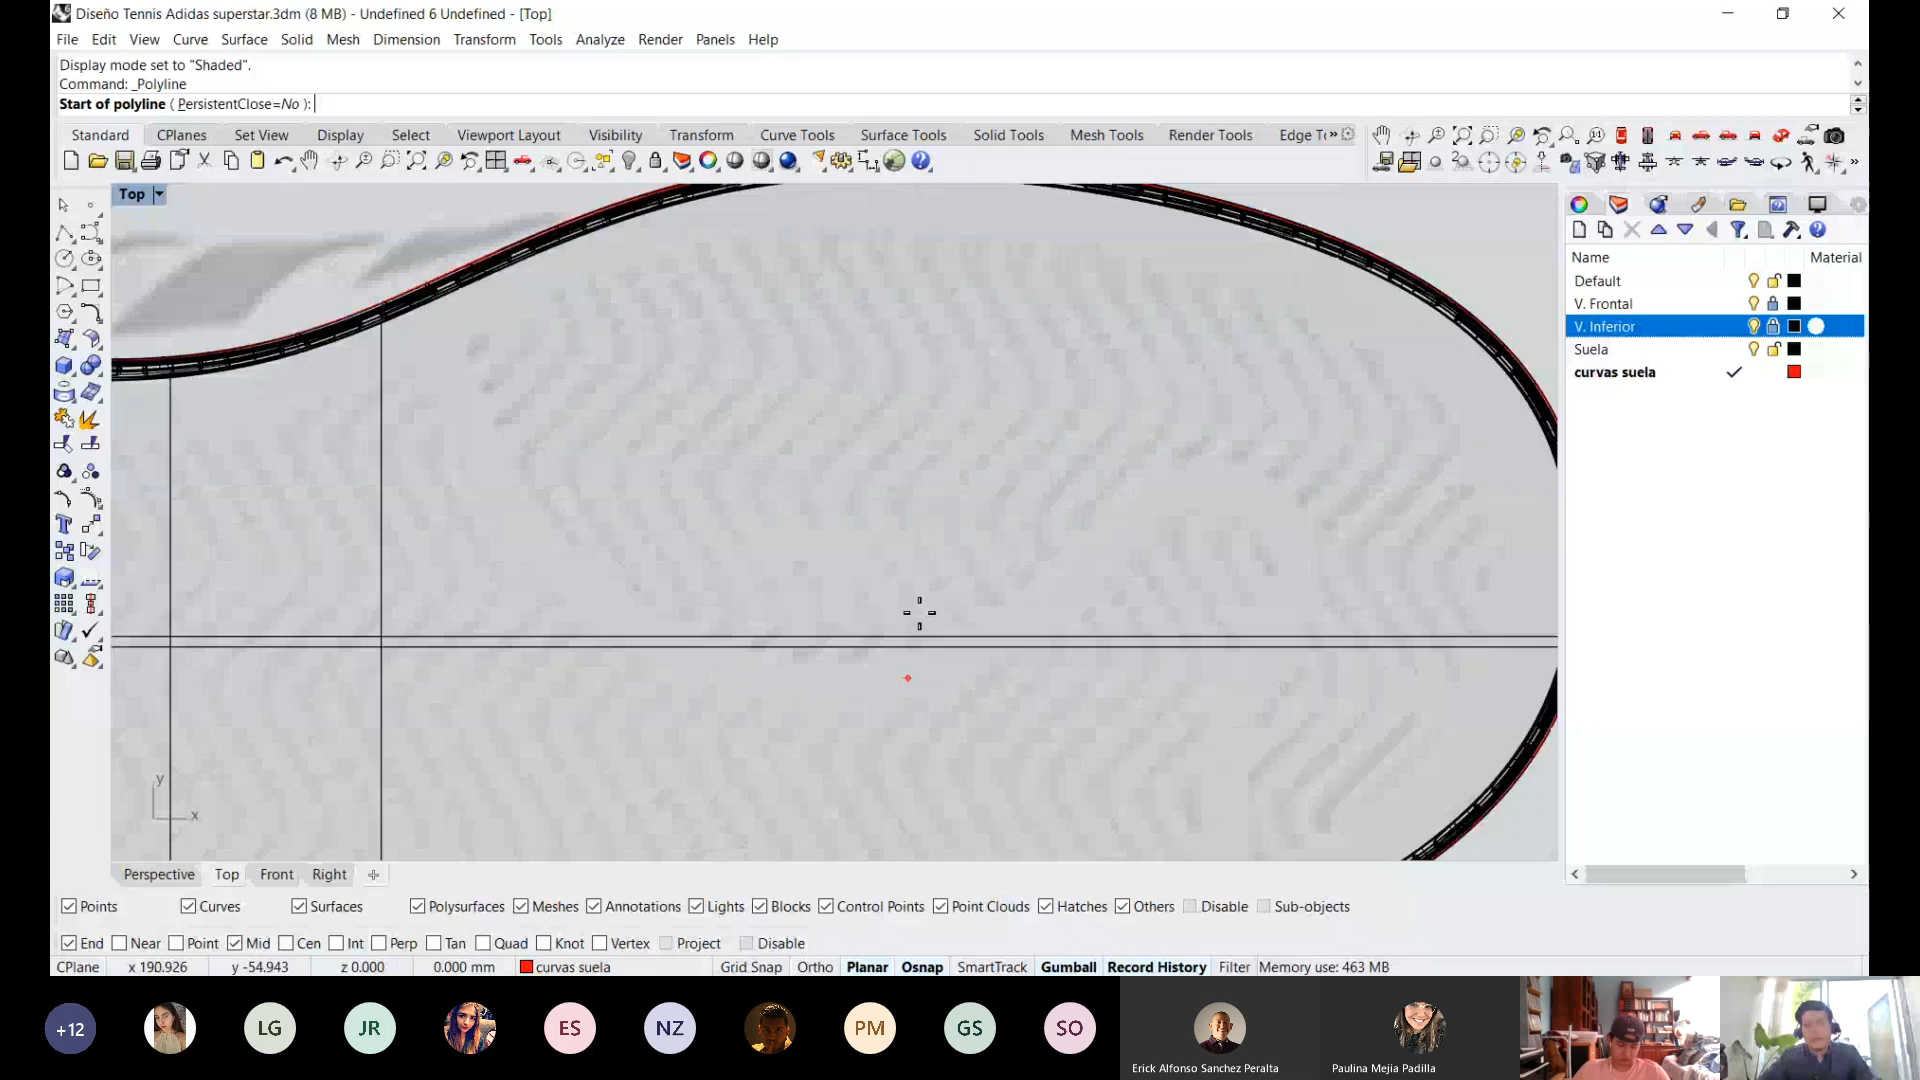 Diseño Tennis Adidas superstar.3dm (8 MB) - Undefined 6 Undefined - [Top]
File Edit View Curve Surface Solid Mesh Dimension Transform Tools Analyze Render Panels Help
Display mode set to "Shaded".
Command: _Polyline
Start of polyline ( PersistentClose=No ):
Standard CPlanes Set View Display Select Viewport Layout Visibility Transform Curve Tools Surface Tools Solid Tools Mesh Tools Render Tools Edge To »
Top
Name Material
Default
V. Frontal
V. Inferior
Suela
curvas suela
y
x
Perspective Top Front Right
Points Curves Surfaces Polysurfaces Meshes Annotations Lights Blocks Control Points Point Clouds Hatches Others Disable Sub-objects
End Near Point Mid Cen Int Perp Tan Quad Knot Vertex Project Disable
CPlane x 190.926 y -54.943 z 0.000 0.000 mm curvas suela Grid Snap Ortho Planar Osnap SmartTrack Gumball Record History Filter Memory use: 463 MB
+12 LG JR ES NZ PM GS SO
Erick Alfonso Sanchez Peralta Paulina Mejia Padilla